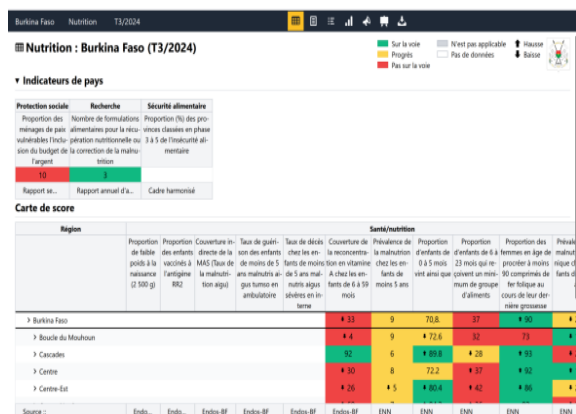 Burkina Faso Nutrition T3/2024
Nutrition : Burkina Faso (T3/2024)
Sur la voie
Progrès
Pas sur la voie
N'est pas applicable
Pas de données
Hausse
Baisse
Indicateurs de pays
Protection sociale Recherche Sécurité alimentaire
Proportion des
ménages de pais
vulnérables l'inclu-
sion du budget de
l'argent
Nombre de formulations
alimentaires pour la récu-
pération nutritionnelle ou
la correction de la malnu-
trition
Proportion (%) des pro-
vinces classées en phase
3 à 5 de l'insécurité ali-
mentaire
10 3
Rapport se... Rapport annuel d'a... Cadre harmonisé
Carte de score
Région Santé/nutrition
Proportion
de faible
poids à la
naissance
(2 500 g)
Proportion
des enfants
vaccinés à
l'antigène
RR2
Couverture in-
directe de la
MAS (Taux de
la malnutri-
tion aigu)
Taux de guéri-
son des enfants
de moins de 5
ans malnutris ai-
gus tumso en
ambulatoire
Taux de décès
chez les en-
fants de moins
de 5 ans mal-
nutris aigus
sévères en in-
terne
Couverture de
la reconcentra-
tion en vitamine
A chez les en-
fants de 6 à 59
mois
Prévalence de
la malnutrition
chez les en-
fants de
moins 5 ans
Proportion
d'enfants de
0 à 5 mois
vint ainsi que
Proportion
d'enfants de 6 à
23 mois qui re-
çoivent un mini-
mum de groupe
d'aliments
Proportion des
femmes en âge de
procéder à moins
90 comprimés de
fer folique au
cours de leur der-
nière grossesse
Burkina Faso 33 9 70,8. 37 90
Boucle du Mouhoun 4 9 72.6 32 73
Cascades 92 6 89.8 28 93
Centre 30 8 72.2 37 92
Centre-Est 26 5 80.4 42 86
Source :: Endo... Endo... Endos-BF Endos-BF Endos-BF Endos-BF ENN ENN ENN ENN ENN